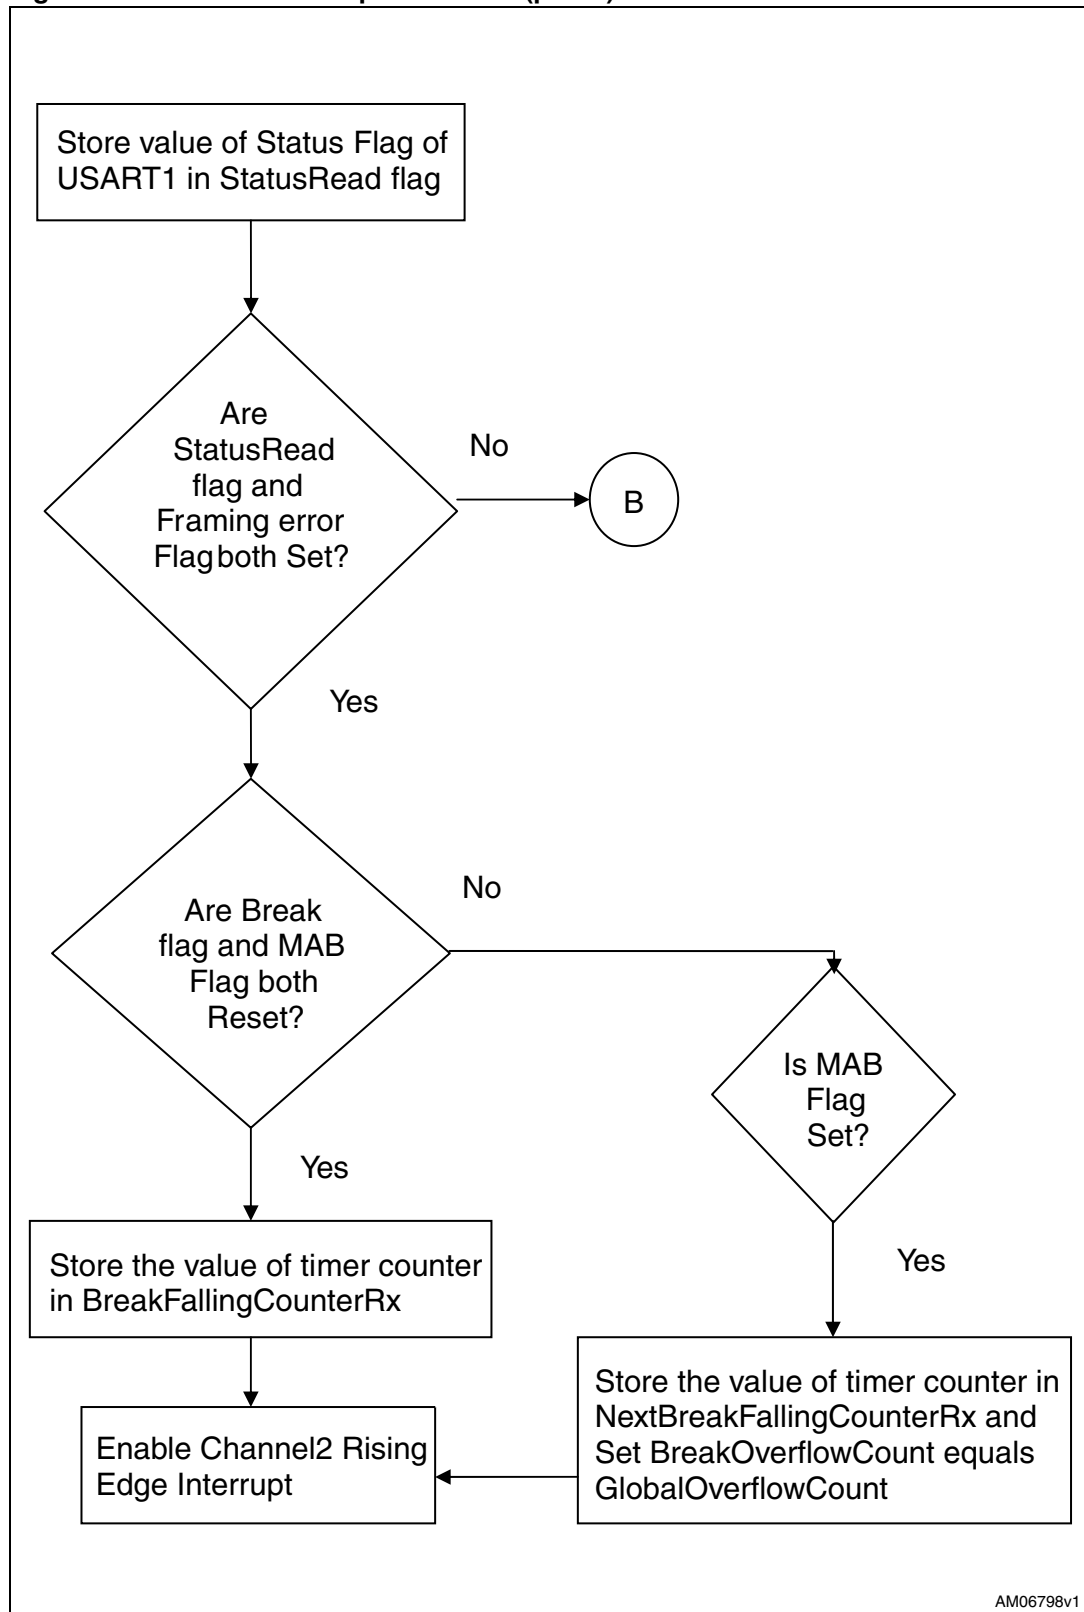 Store value of Status Flag of
USART1 in StatusRead flag
Are
StatusRead
flag and
Framing error
Flag both Set?
No
B
Yes
Are Break
flag and MAB
Flag both
Reset?
No
Is MAB
Flag
Set?
Yes
Yes
Store the value of timer counter
in BreakFallingCounterRx
Store the value of timer counter in
NextBreakFallingCounterRx and
Set BreakOverflowCount equals
GlobalOverflowCount
Enable Channel2 Rising
Edge Interrupt
AM06798v1